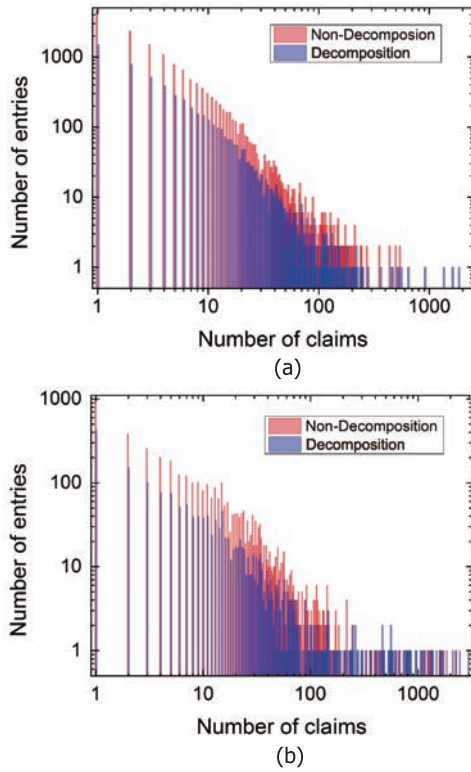 Number of entries
1000
100
10
1
Non-Decomposion
Decomposition
1
10
100
1000
Number of claims
(a)
Number of entries
1000
100
10
1
Non-Decomposition
Decomposition
1
10
100
1000
Number of claims
(b)